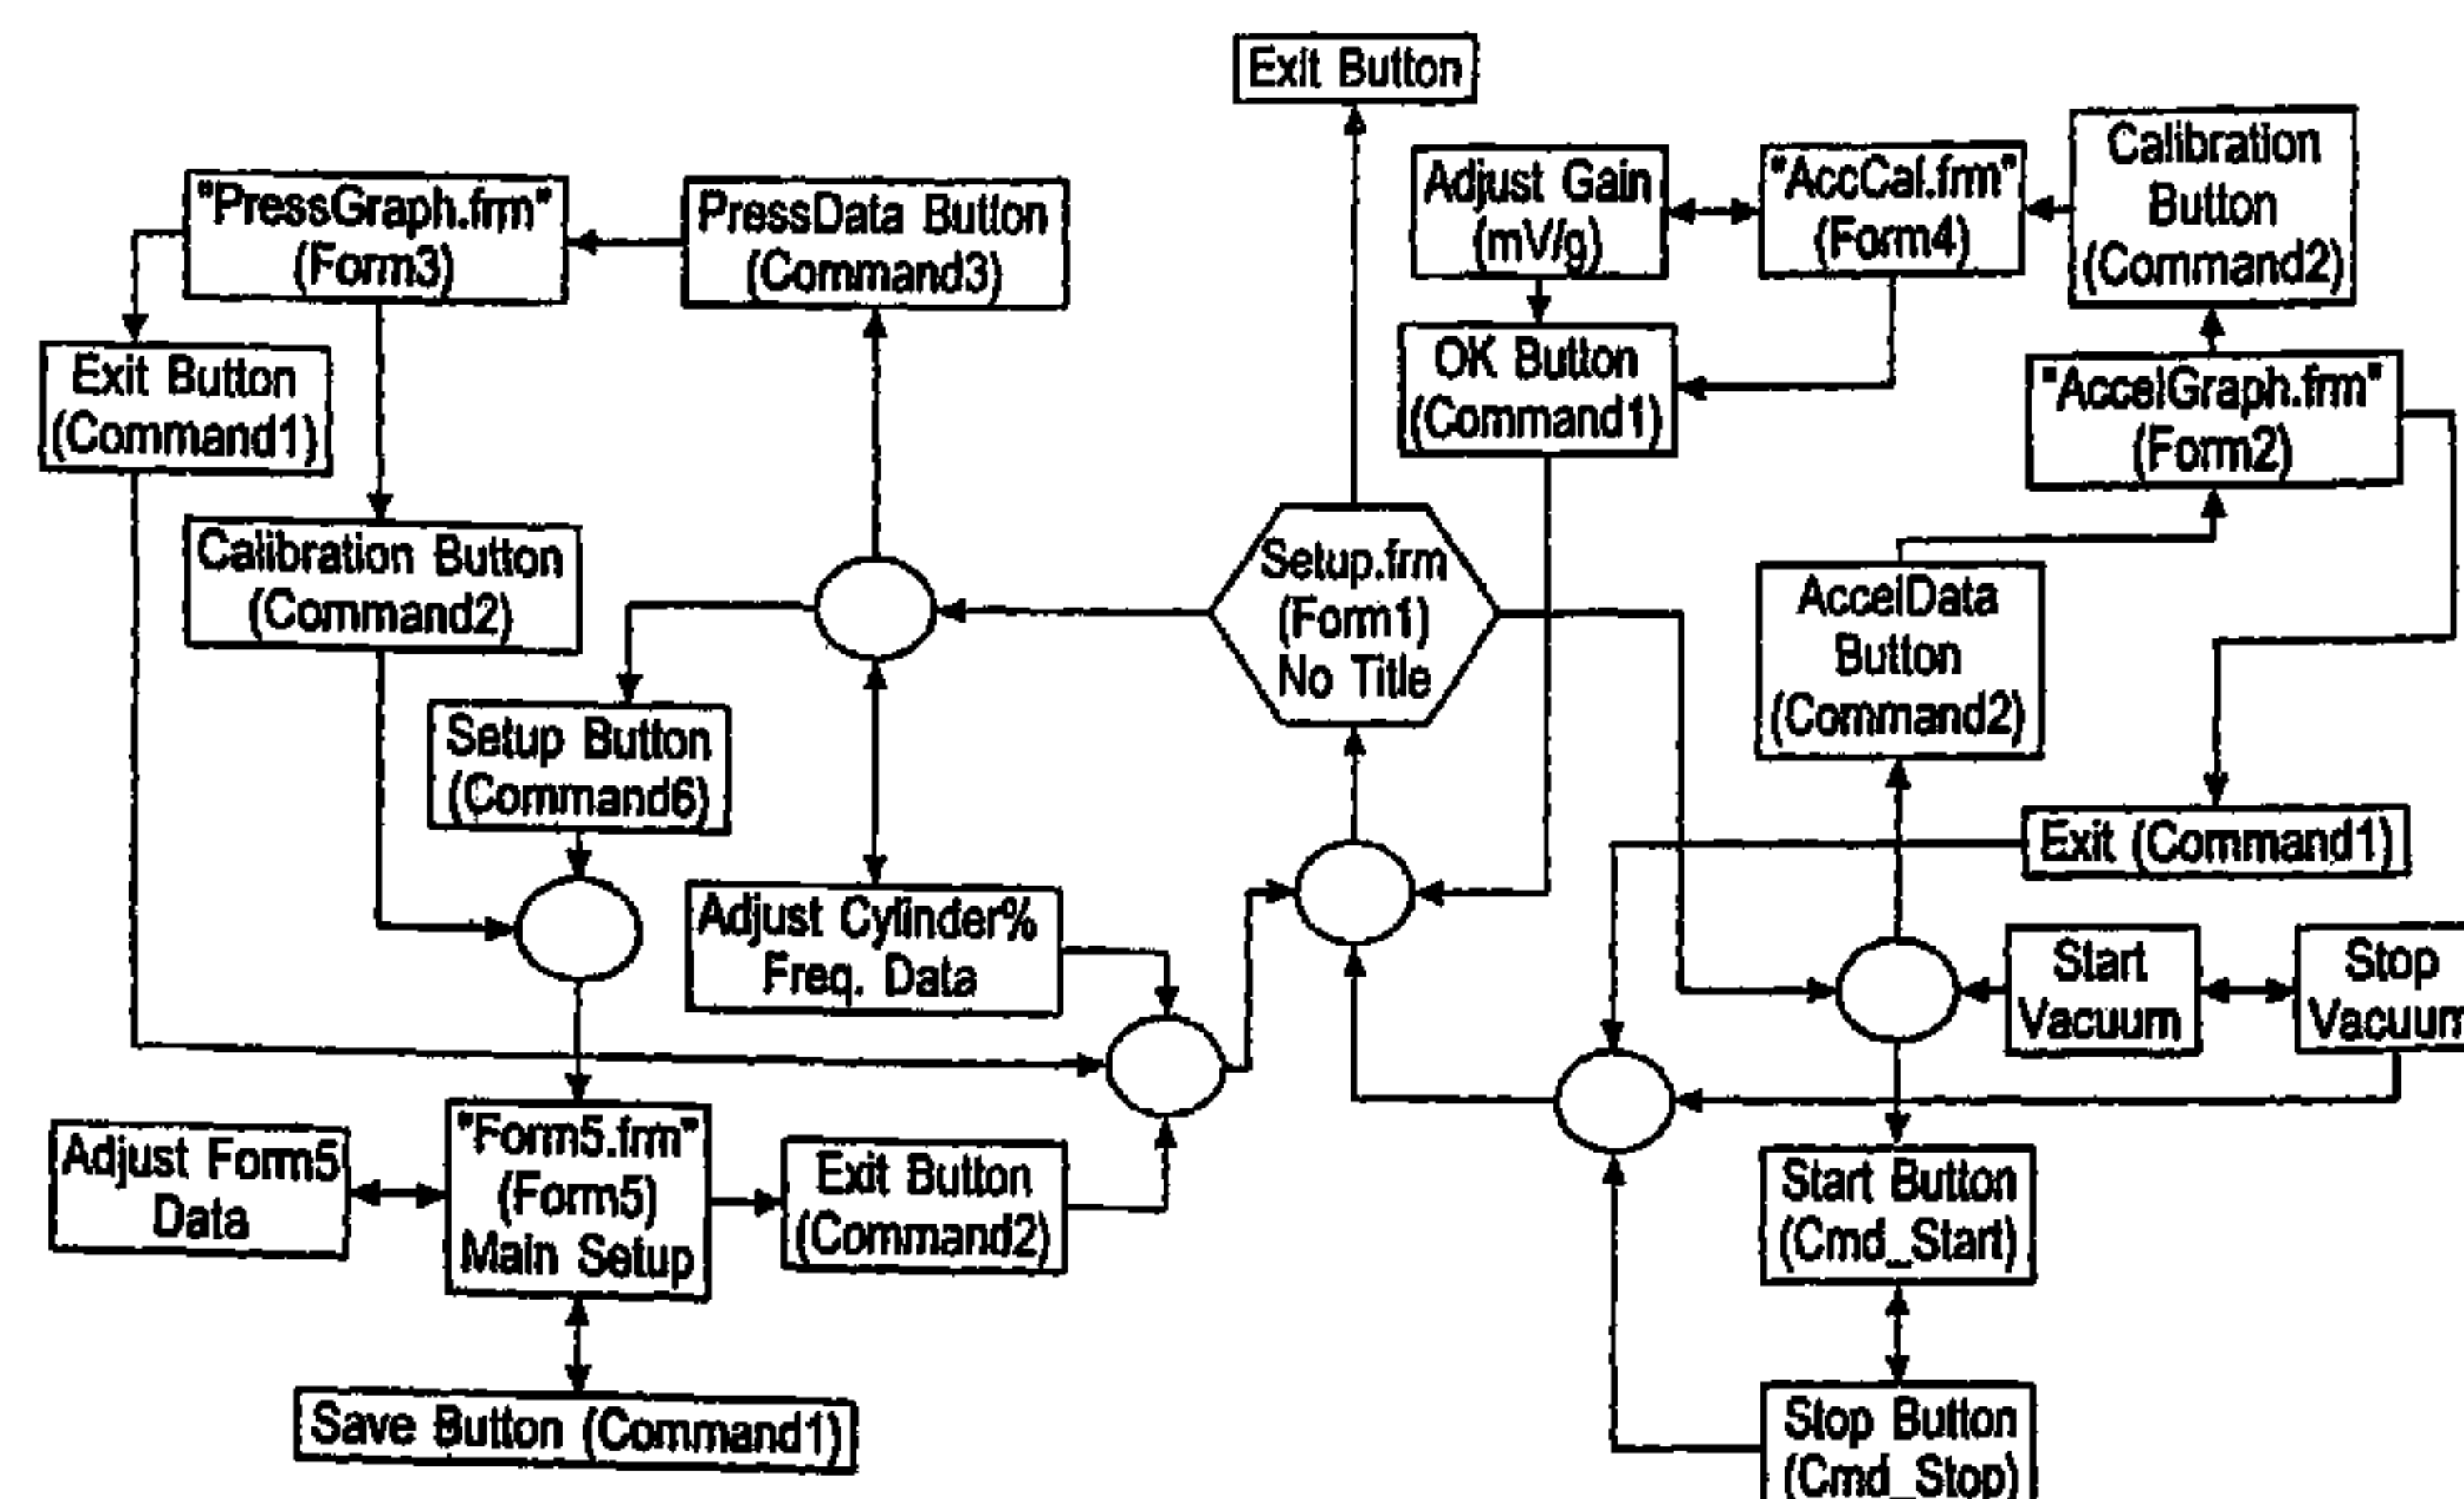 Exit Button
"PressGraph.frm"
(Form3)
PressData Button
(Command3)
Adjust Gain
(mV/g)
"AccCal.frm"
(Form4)
Calibration
Button
(Command2)
Exit Button
(Command1)
OK Button
(Command1)
"AccelGraph.frm"
(Form2)
Calibration Button
(Command2)
Setup.frm
(Form1)
No Title
AccelData
Button
(Command2)
Setup Button
(Command6)
Exit (Command1)
Adjust Cylinder%
Freq. Data
Start
Vacuum
Stop
Vacuum
Adjust Form5
Data
"Form5.frm"
(Form5)
Main Setup
Exit Button
(Command2)
Start Button
(Cmd_Start)
Save Button (Command1)
Stop Button
(Cmd_Stop)